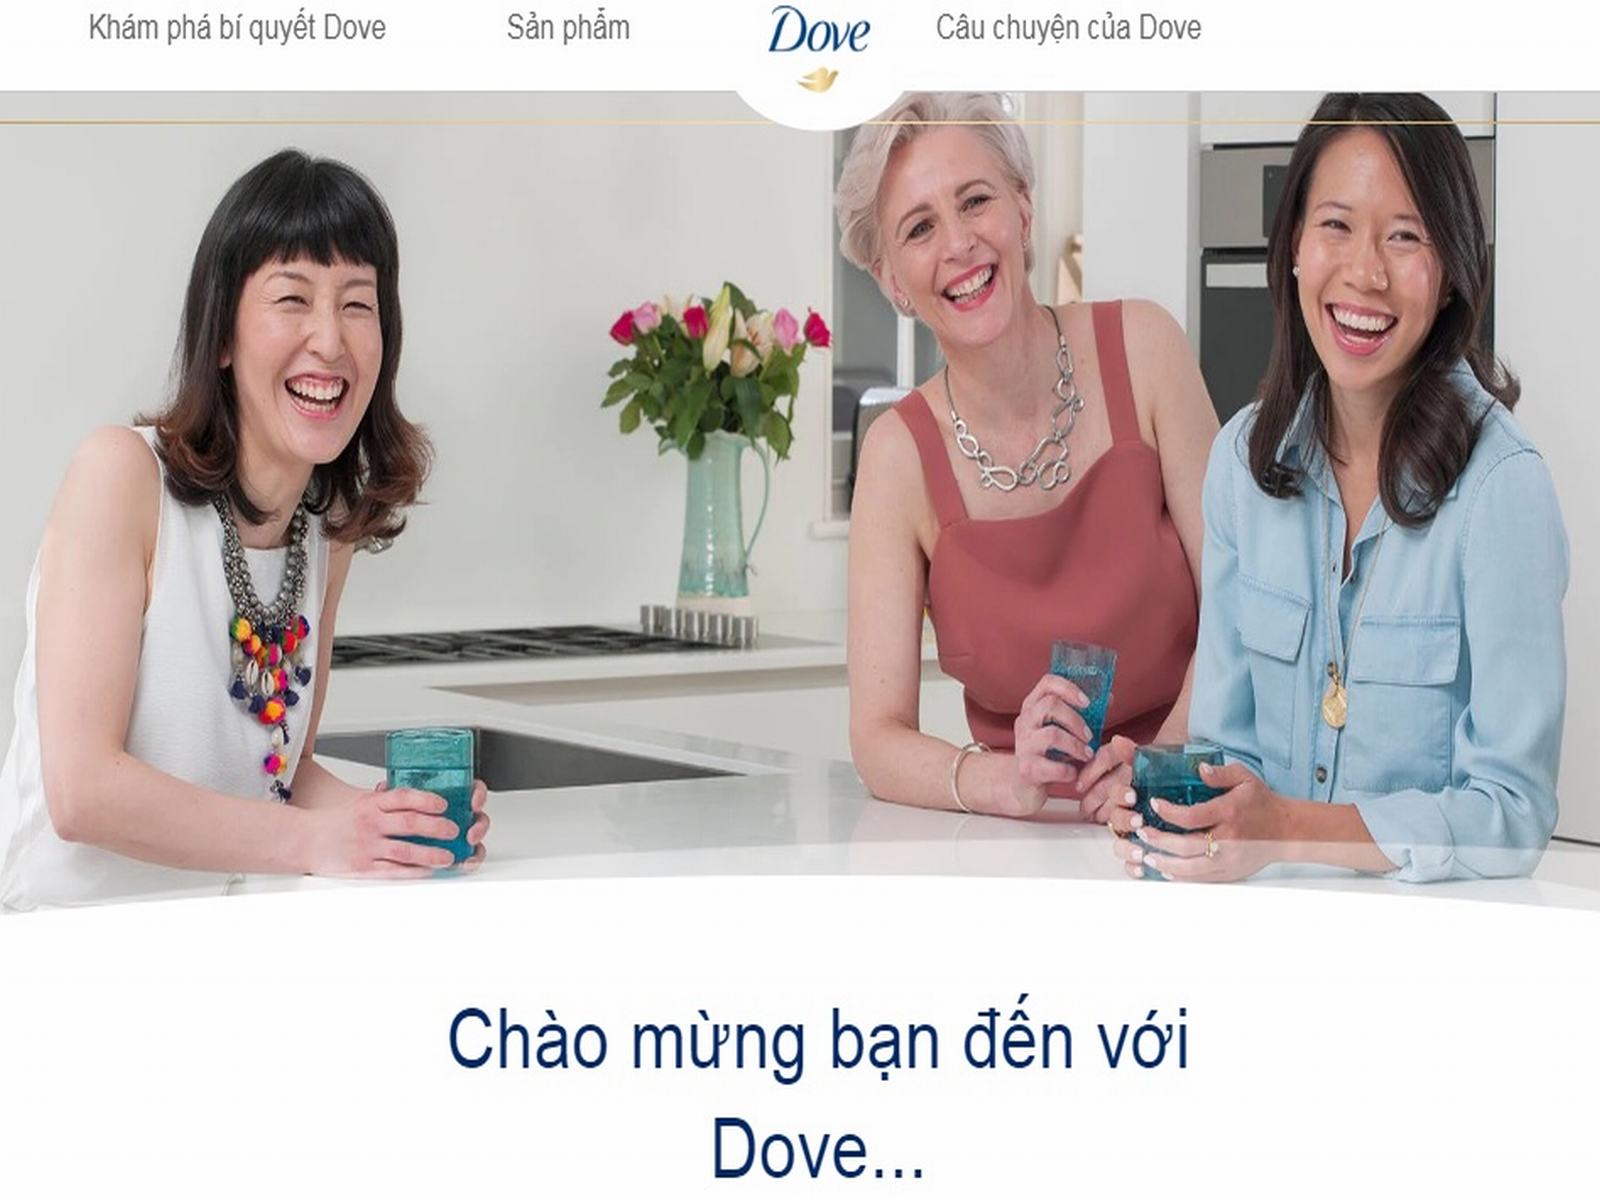 Khám phá bí quyết Dove
Sản phẩm
Dove
Câu chuyện của Dove
Chào mừng bạn đến với
Dove...